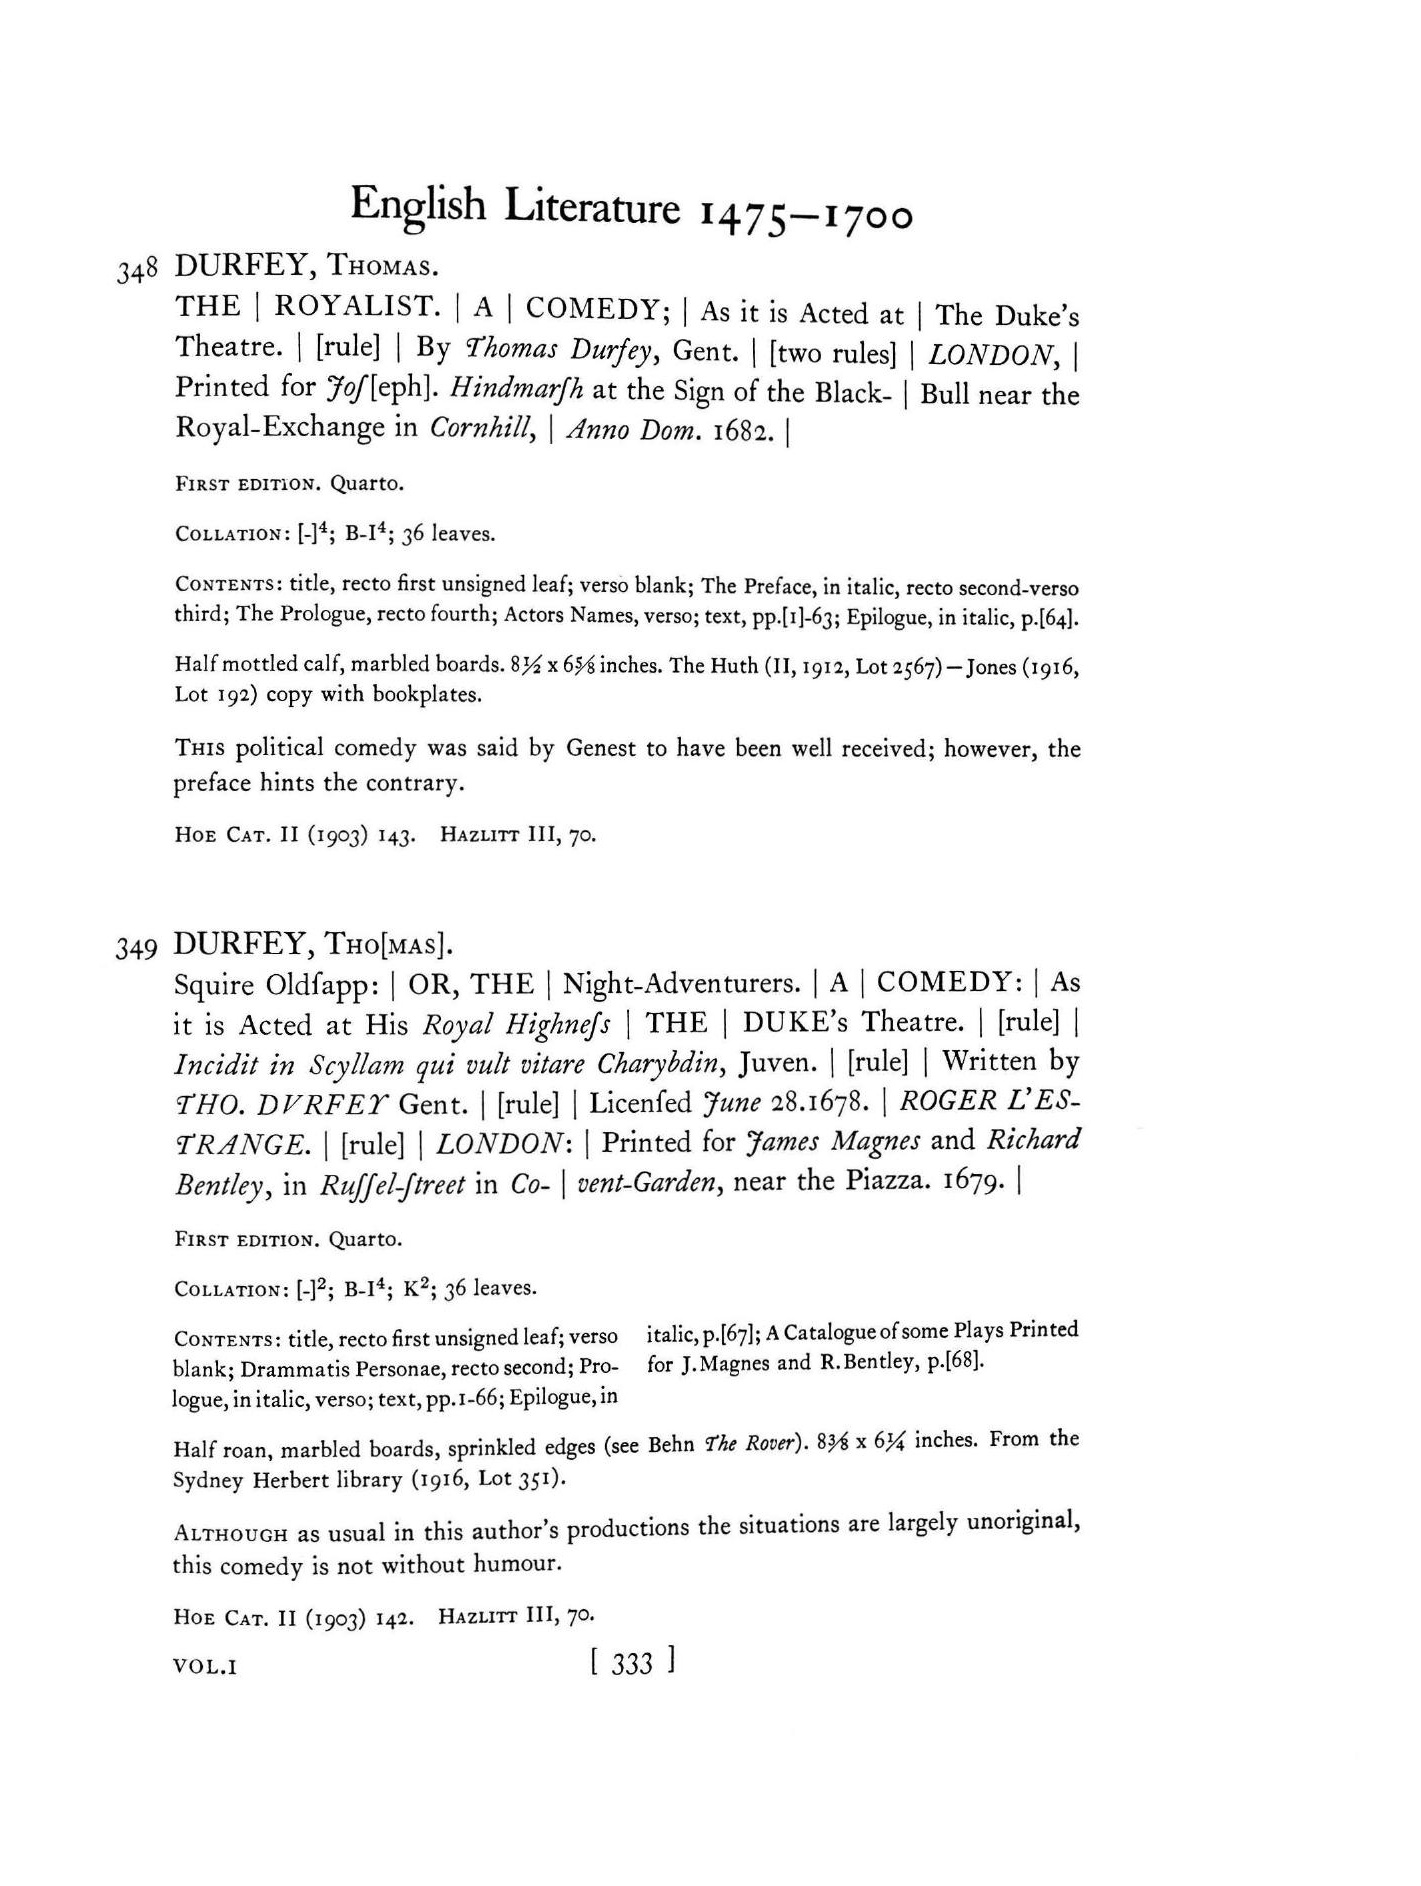 English Literature 1475–1700
348 DURFEY, THOMAS.
THE | ROYALIST. | A | COMEDY; | As it is Acted at | The Duke's
Theatre. | [rule] | By Thomas Durfey, Gent. | [two rules] | LONDON, |
Printed for Joſ[eph]. Hindmarſh at the Sign of the Black- | Bull near the
Royal-Exchange in Cornhill, | Anno Dom. 1682. |
FIRST EDITION. Quarto.
COLLATION: [-]⁴; B-I⁴; 36 leaves.
CONTENTS: title, recto first unsigned leaf; verso blank; The Preface, in italic, recto second-verso
third; The Prologue, recto fourth; Actors Names, verso; text, pp.[1]-63; Epilogue, in italic, p.[64].
Half mottled calf, marbled boards. 8½ x 6⅝ inches. The Huth (II, 1912, Lot 2567) — Jones (1916,
Lot 192) copy with bookplates.
THIS political comedy was said by Genest to have been well received; however, the
preface hints the contrary.
HOE CAT. II (1903) 143. HAZLITT III, 70.
349 DURFEY, THO[MAS].
Squire Oldſapp: | OR, THE | Night-Adventurers. | A | COMEDY: | As
it is Acted at His Royal Highneſs | THE | DUKE's Theatre. | [rule] |
Incidit in Scyllam qui vult vitare Charybdin, Juven. | [rule] | Written by
THO. DVRFEY Gent. | [rule] | Licenſed June 28.1678. | ROGER L'ES-
TRANGE. | [rule] | LONDON: | Printed for James Magnes and Richard
Bentley, in Ruſſel-ſtreet in Co- | vent-Garden, near the Piazza. 1679. |
FIRST EDITION. Quarto.
COLLATION: [-]²; B-I⁴; K²; 36 leaves.
CONTENTS: title, recto first unsigned leaf; verso
blank; Drammatis Personae, recto second; Pro-
logue, in italic, verso; text, pp.1-66; Epilogue, in
italic, p.[67]; A Catalogue of some Plays Printed
for J.Magnes and R.Bentley, p.[68].
Half roan, marbled boards, sprinkled edges (see Behn The Rover). 8⅜ x 6¼ inches. From the
Sydney Herbert library (1916, Lot 351).
ALTHOUGH as usual in this author's productions the situations are largely unoriginal,
this comedy is not without humour.
HOE CAT. II (1903) 142. HAZLITT III, 70.
VOL.I [ 333 ]